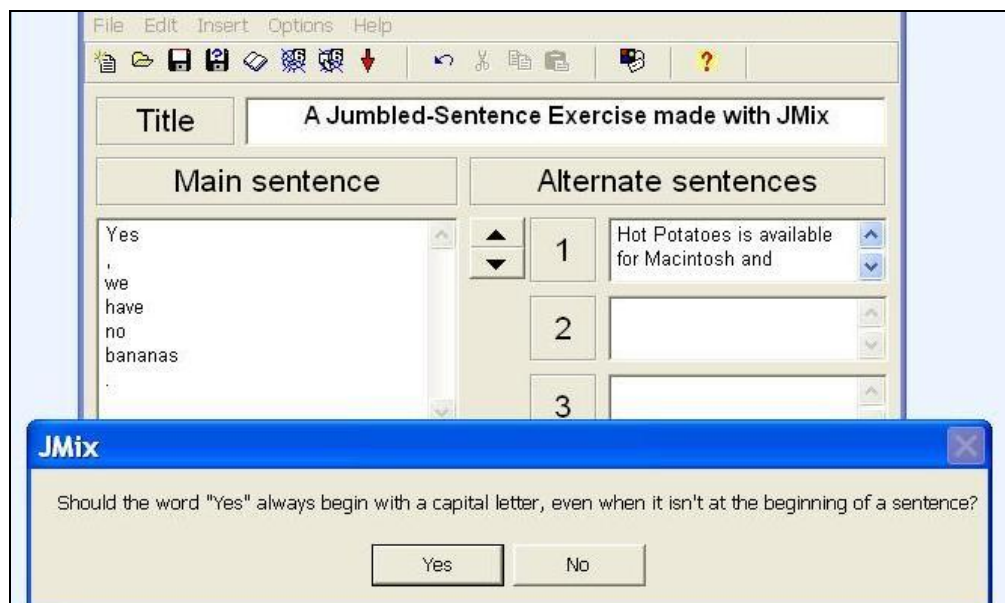 File Edit Insert Options Help
?
Title
A Jumbled-Sentence Exercise made with JMix
Main sentence
Alternate sentences
Yes
,
we
have
no
bananas
.
1
Hot Potatoes is available
for Macintosh and
2
3
JMix
Should the word "Yes" always begin with a capital letter, even when it isn't at the beginning of a sentence?
Yes
No